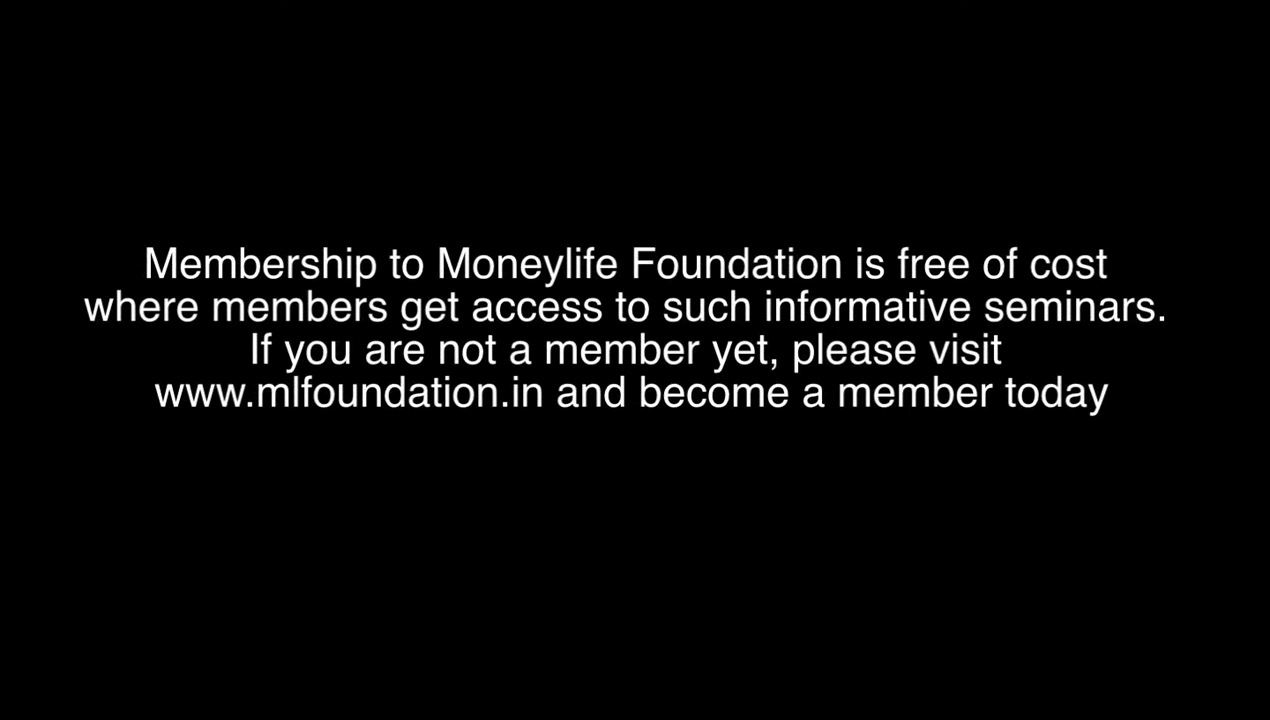 Membership to Moneylife Foundation is free of cost
where members get access to such informative seminars.
If you are not a member yet, please visit
www.mlfoundation.in and become a member today